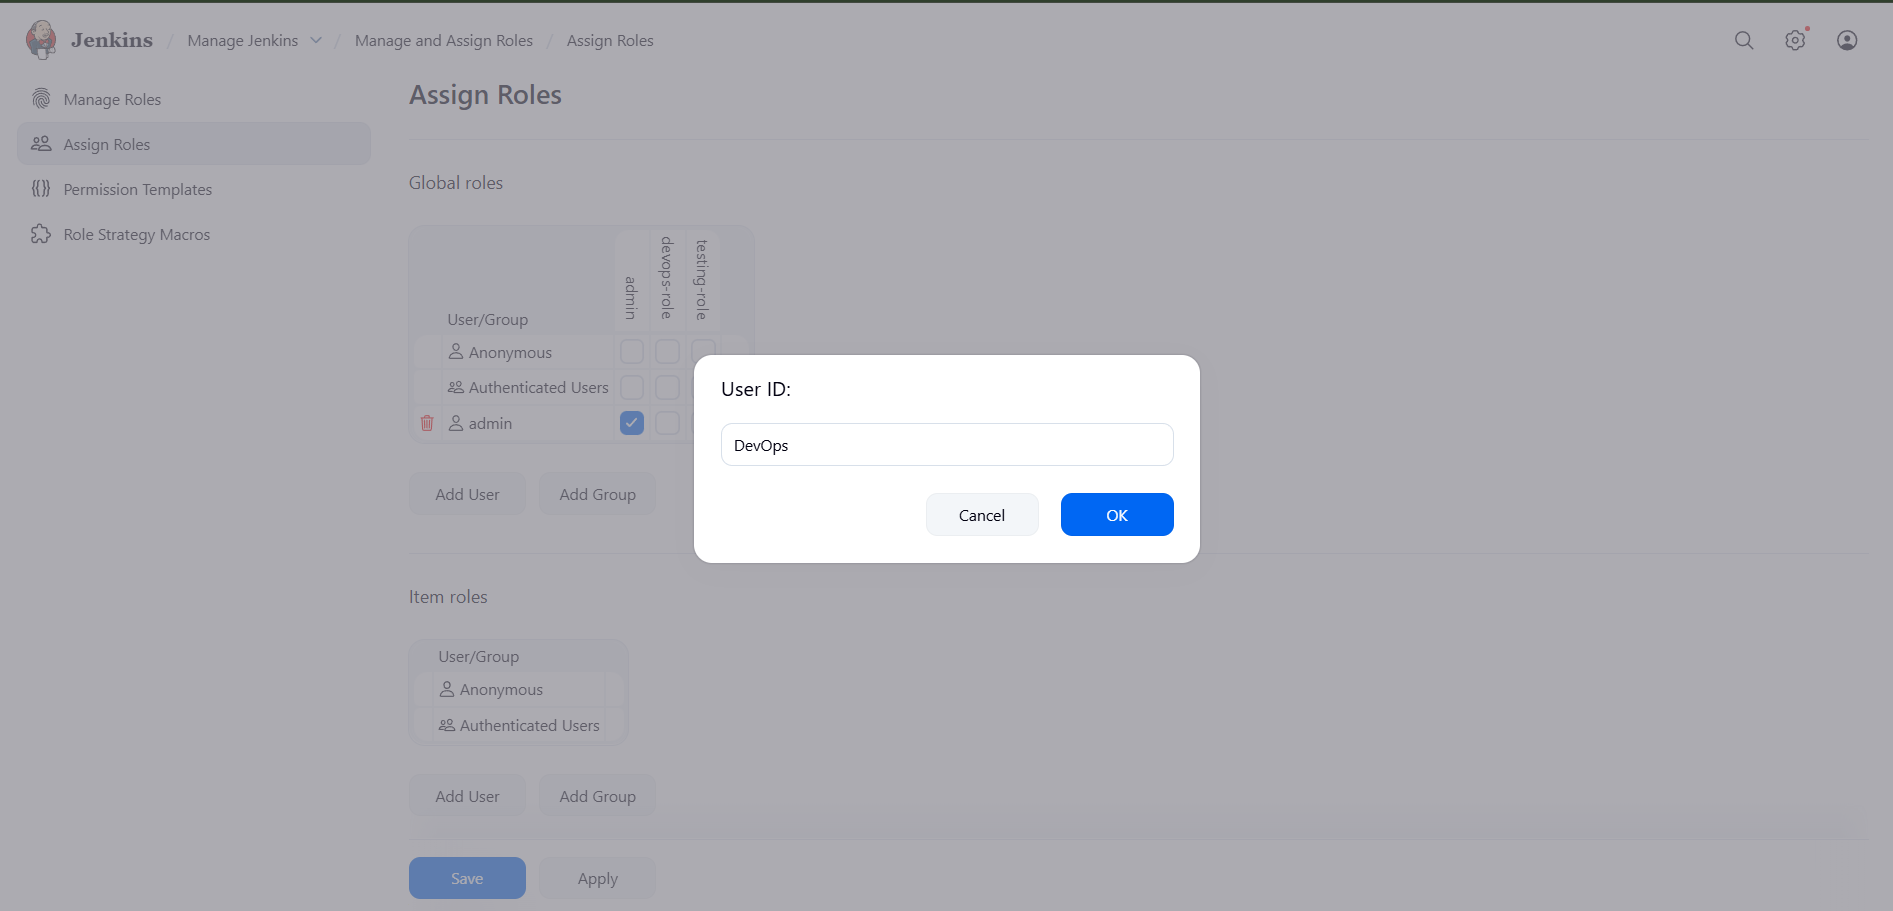 Jenkins / Manage Jenkins / Manage and Assign Roles / Assign Roles
Manage Roles
Assign Roles
Permission Templates
Role Strategy Macros
Assign Roles
Global roles
User/Group admin devops-role testing-role
Anonymous
Authenticated Users
admin
Add User Add Group
User ID:
DevOps
Cancel OK
Item roles
User/Group
Anonymous
Authenticated Users
Add User Add Group
Save Apply